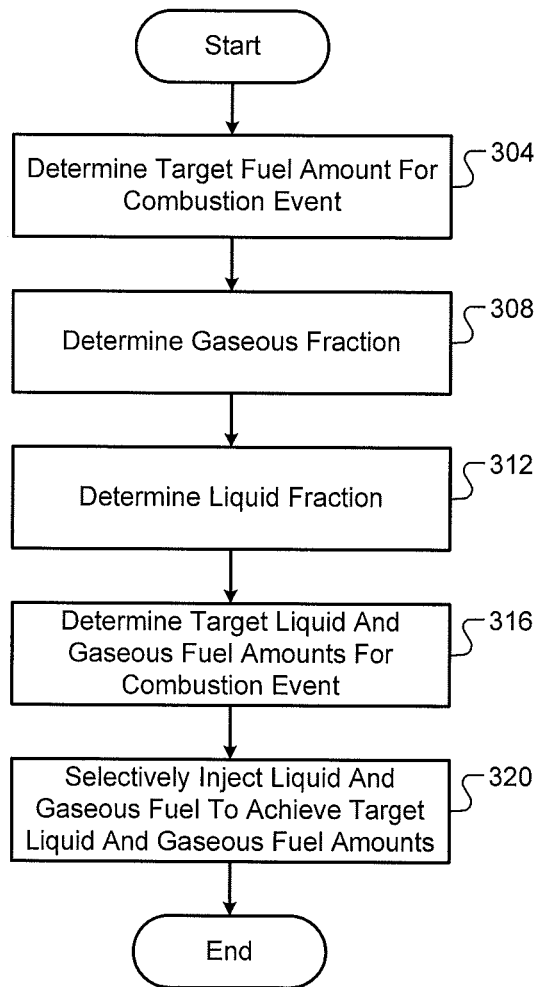 Start
Determine Target Fuel Amount For
Combustion Event
304
Determine Gaseous Fraction
308
Determine Liquid Fraction
312
Determine Target Liquid And
Gaseous Fuel Amounts For
Combustion Event
316
Selectively Inject Liquid And
Gaseous Fuel To Achieve Target
Liquid And Gaseous Fuel Amounts
320
End